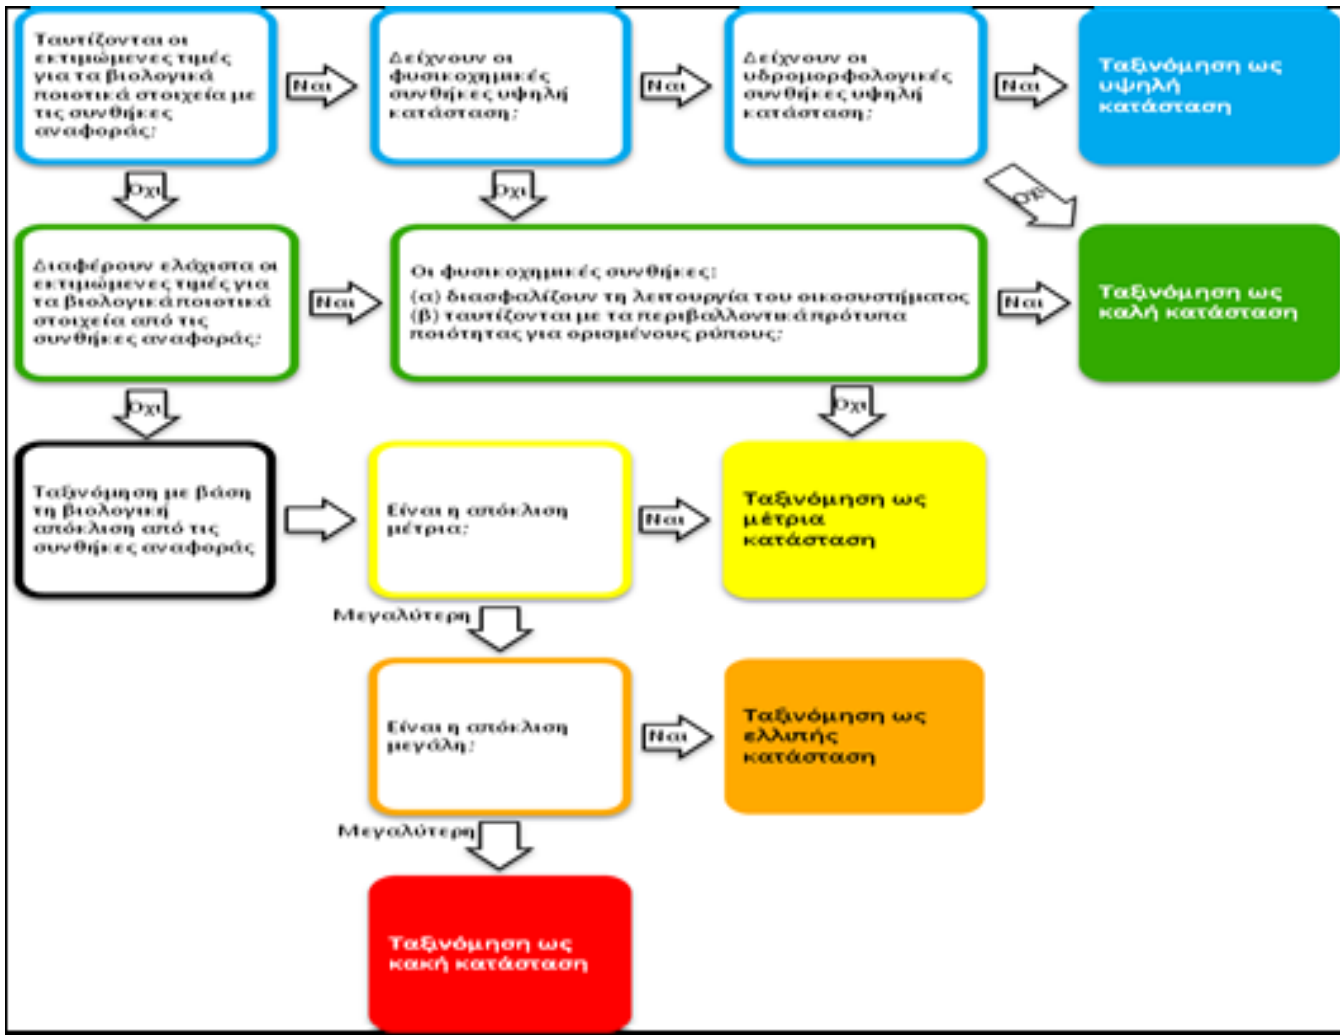 Ταυτίζονται οι
εκτιμώμενες τιμές
για τα βιολογικά
ποιοτικά στοιχεία με
τις συνθήκες
αναφοράς;
Ναι
Δείχνουν οι
φυσικοχημικές
συνθήκες υψηλή
κατάσταση;
Ναι
Δείχνουν οι
υδρομορφολογικές
συνθήκες υψηλή
κατάσταση;
Ναι
Ταξινόμηση ως
υψηλή
κατάσταση
Όχι
Όχι
Όχι
Διαφέρουν ελάχιστα οι
εκτιμώμενες τιμές για
τα βιολογικά ποιοτικά
στοιχεία από τις
συνθήκες αναφοράς;
Ναι
Οι φυσικοχημικές συνθήκες:
(α) διασφαλίζουν τη λειτουργία του οικοσυστήματος
(β) ταυτίζονται με τα περιβαλλοντικά πρότυπα
ποιότητας για ορισμένους ρύπους;
Ναι
Ταξινόμηση ως
καλή κατάσταση
Όχι
Όχι
Ταξινόμηση με βάση
τη βιολογική
απόκλιση από τις
συνθήκες αναφοράς
Είναι η απόκλιση
μέτρια;
Ναι
Ταξινόμηση ως
μέτρια
κατάσταση
Μεγαλύτερη
Είναι η απόκλιση
μεγάλη;
Ναι
Ταξινόμηση ως
ελλιπής
κατάσταση
Μεγαλύτερη
Ταξινόμηση ως
κακή κατάσταση